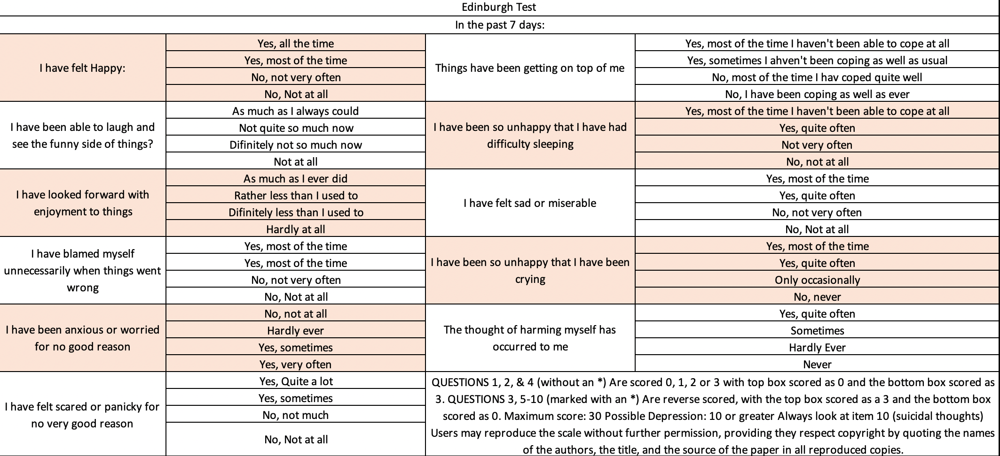 Edinburgh Test
In the past 7 days:
I have felt Happy:
Yes, all the time
Yes, most of the time
No, not very often
No, Not at all
I have been able to laugh and
see the funny side of things?
As much as I always could
Not quite so much now
Difinitely not so much now
Not at all
I have looked forward with
enjoyment to things
As much as I ever did
Rather less than I used to
Difinitely less than I used to
Hardly at all
I have blamed myself
unnecessarily when things went
wrong
Yes, most of the time
Yes, most of the time
No, not very often
No, Not at all
I have been anxious or worried
for no good reason
No, not at all
Hardly ever
Yes, sometimes
Yes, very often
I have felt scared or panicky for
no very good reason
Yes, Quite a lot
Yes, sometimes
No, not much
No, Not at all
Things have been getting on top of me
Yes, most of the time I haven't been able to cope at all
Yes, sometimes I ahven't been coping as well as usual
No, most of the time I hav coped quite well
No, I have been coping as well as ever
I have been so unhappy that I have had
difficulty sleeping
Yes, most of the time I haven't been able to cope at all
Yes, quite often
Not very often
No, not at all
I have felt sad or miserable
Yes, most of the time
Yes, quite often
No, not very often
No, Not at all
I have been so unhappy that I have been
crying
Yes, most of the time
Yes, quite often
Only occasionally
No, never
The thought of harming myself has
occurred to me
Yes, quite often
Sometimes
Hardly Ever
Never
QUESTIONS 1, 2, & 4 (without an *) Are scored 0, 1, 2 or 3 with top box scored as 0 and the bottom box scored as
3. QUESTIONS 3, 5-10 (marked with an *) Are reverse scored, with the top box scored as a 3 and the bottom box
scored as 0. Maximum score: 30 Possible Depression: 10 or greater Always look at item 10 (suicidal thoughts)
Users may reproduce the scale without further permission, providing they respect copyright by quoting the names
of the authors, the title, and the source of the paper in all reproduced copies.